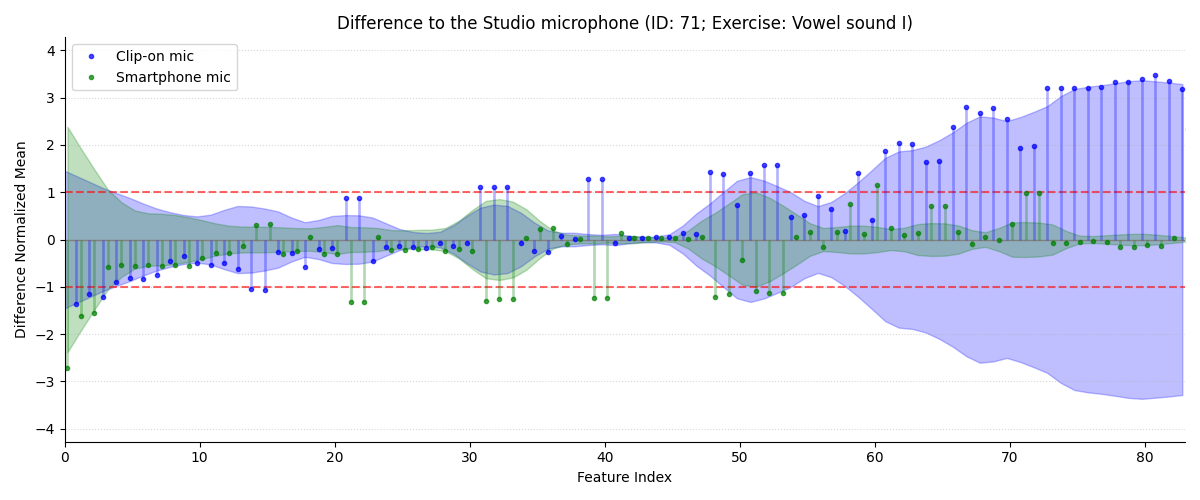 Difference to the Studio microphone (ID: 71; Exercise: Vowel sound I)
Clip-on mic
Smartphone mic
Difference Normalized Mean
4
3
2
1
0
−1
−2
−3
−4
0 10 20 30 40 50 60 70 80
Feature Index